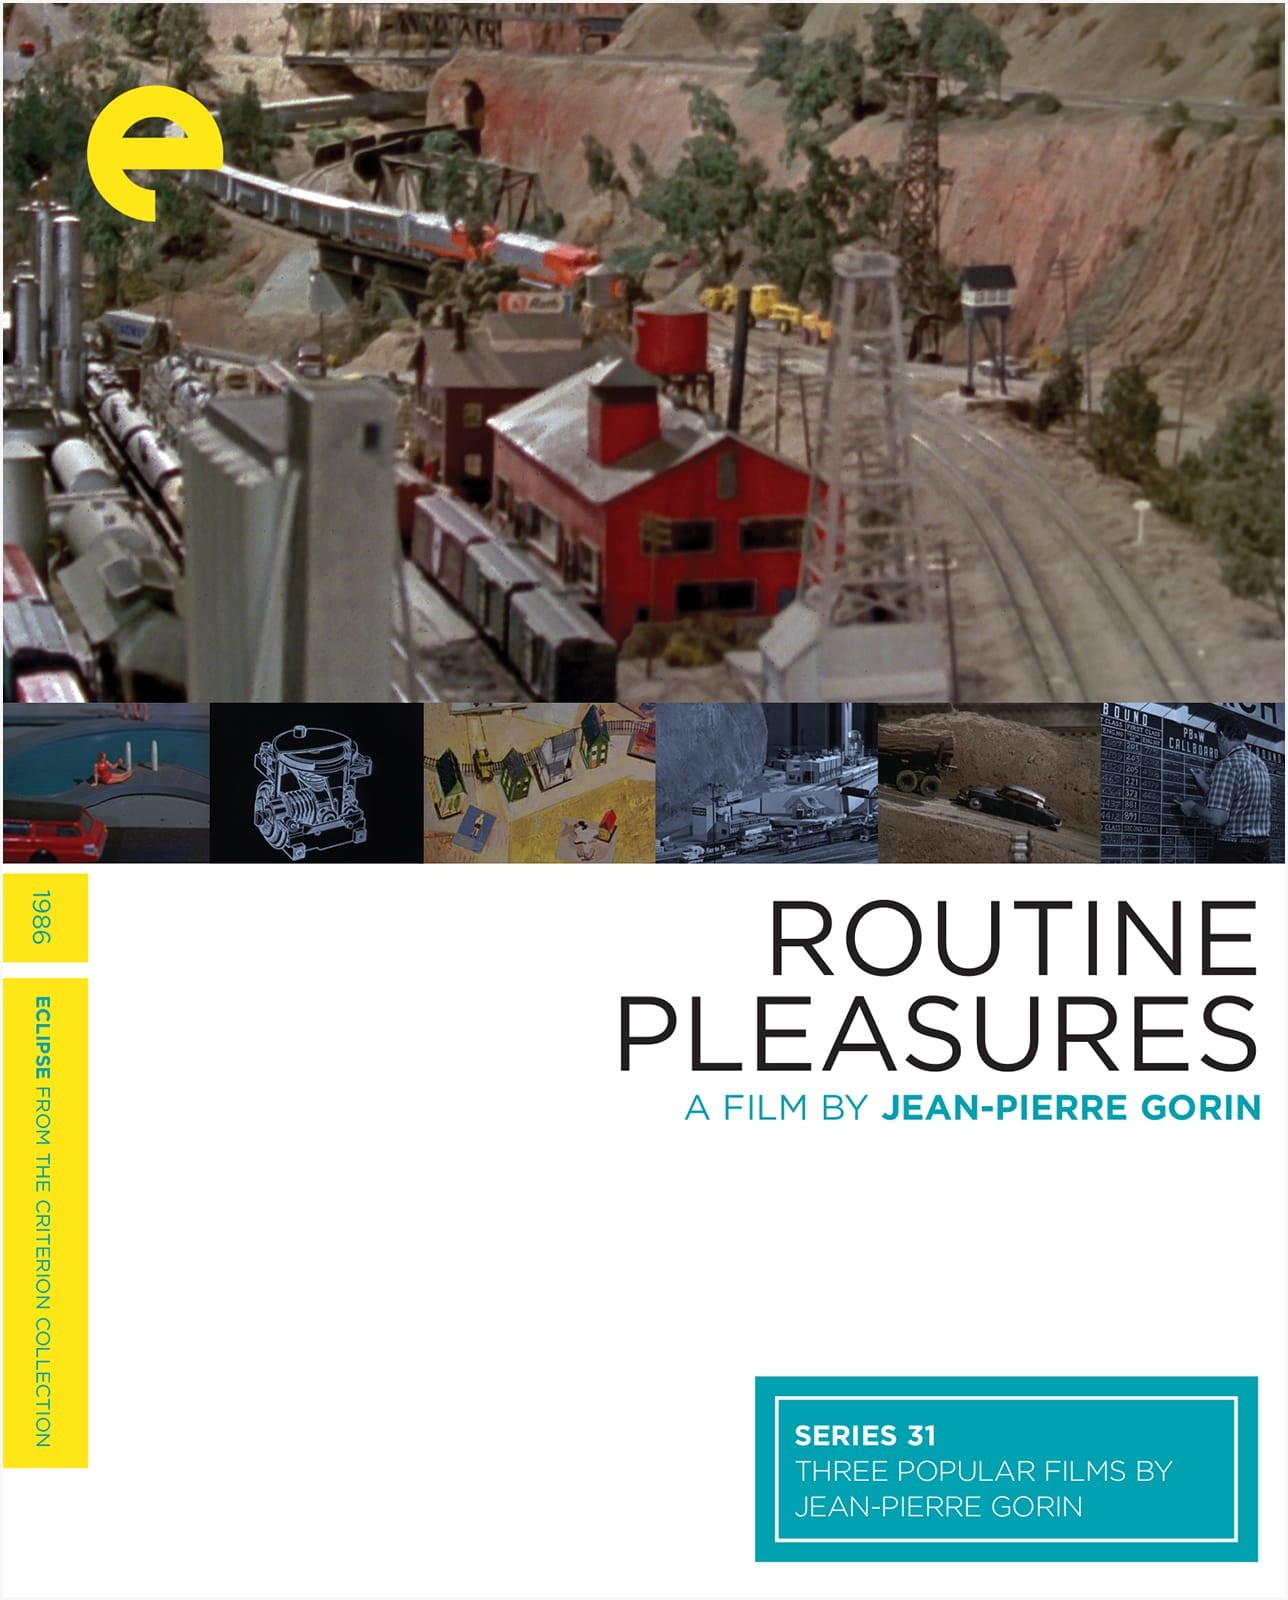 e
BOUND
PB&W
CALLBOARD
1986
ECLIPSE FROM THE CRITERION COLLECTION
ROUTINE
PLEASURES
A FILM BY JEAN-PIERRE GORIN
SERIES 31
THREE POPULAR FILMS BY
JEAN-PIERRE GORIN